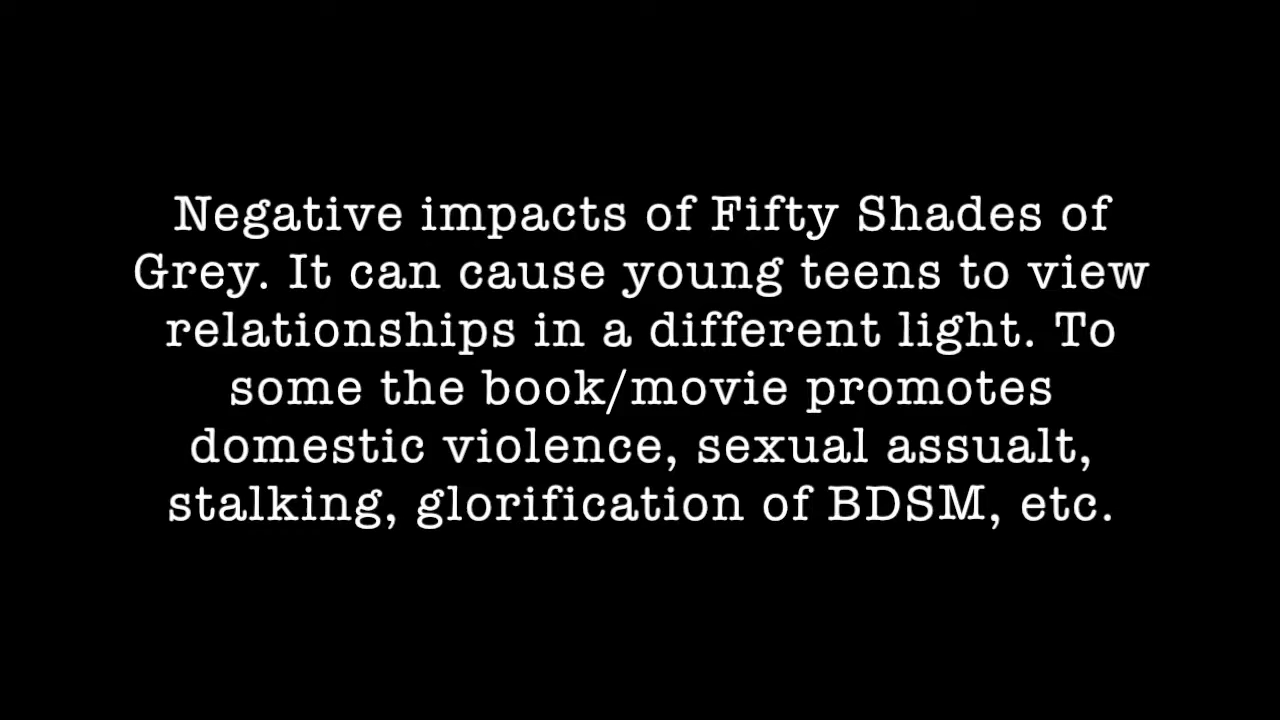 Negative impacts of Fifty Shades of
Grey. It can cause young teens to view
relationships in a different light. To
some the book/movie promotes
domestic violence, sexual assualt,
stalking, glorification of BDSM, etc.